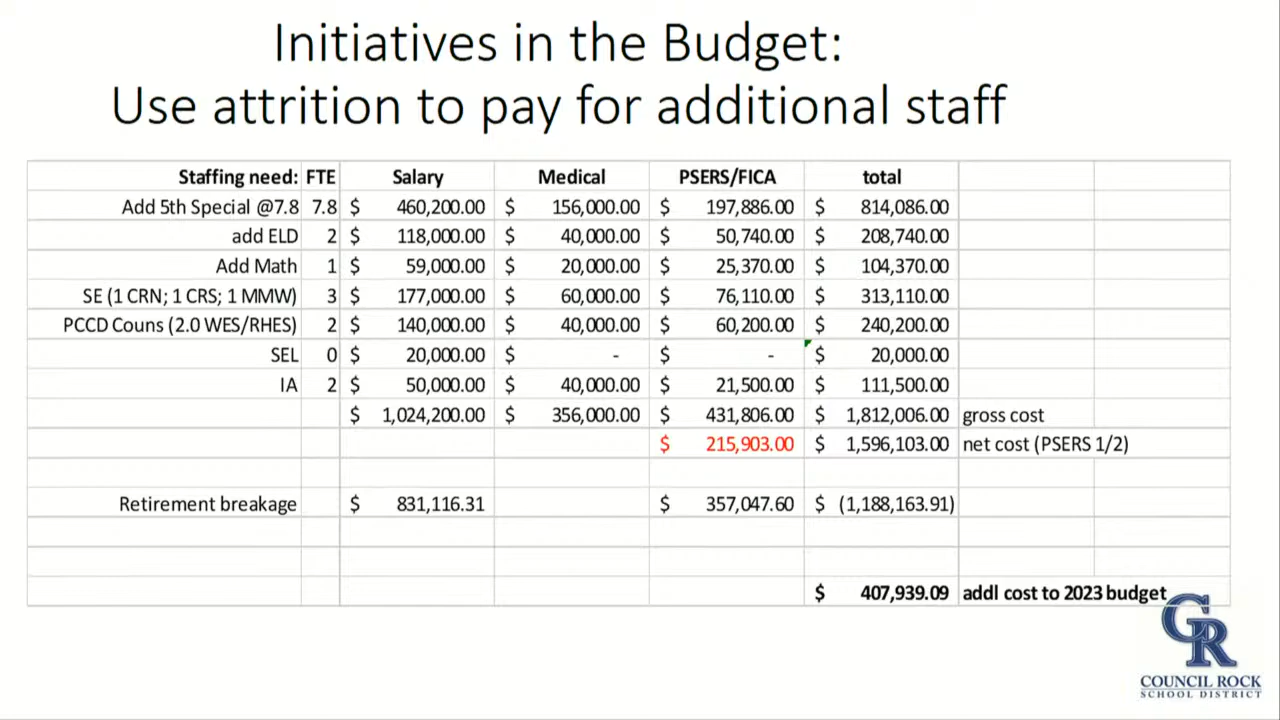 Initiatives in the Budget:
Use attrition to pay for additional staff
Staffing need: FTE Salary Medical PSERS/FICA total
Add 5th Special @7.8 7.8 $ 460,200.00 $ 156,000.00 $ 197,886.00 $ 814,086.00
add ELD 2 $ 118,000.00 $ 40,000.00 $ 50,740.00 $ 208,740.00
Add Math 1 $ 59,000.00 $ 20,000.00 $ 25,370.00 $ 104,370.00
SE (1 CRN; 1 CRS; 1 MMW) 3 $ 177,000.00 $ 60,000.00 $ 76,110.00 $ 313,110.00
PCCD Couns (2.0 WES/RHES) 2 $ 140,000.00 $ 40,000.00 $ 60,200.00 $ 240,200.00
SEL 0 $ 20,000.00 $ - $ - $ 20,000.00
IA 2 $ 50,000.00 $ 40,000.00 $ 21,500.00 $ 111,500.00
$ 1,024,200.00 $ 356,000.00 $ 431,806.00 $ 1,812,006.00 gross cost
$ 215,903.00 $ 1,596,103.00 net cost (PSERS 1/2)
Retirement breakage $ 831,116.31 $ 357,047.60 $ (1,188,163.91)
$ 407,939.09 addl cost to 2023 budget
CR
COUNCIL ROCK
SCHOOL DISTRICT